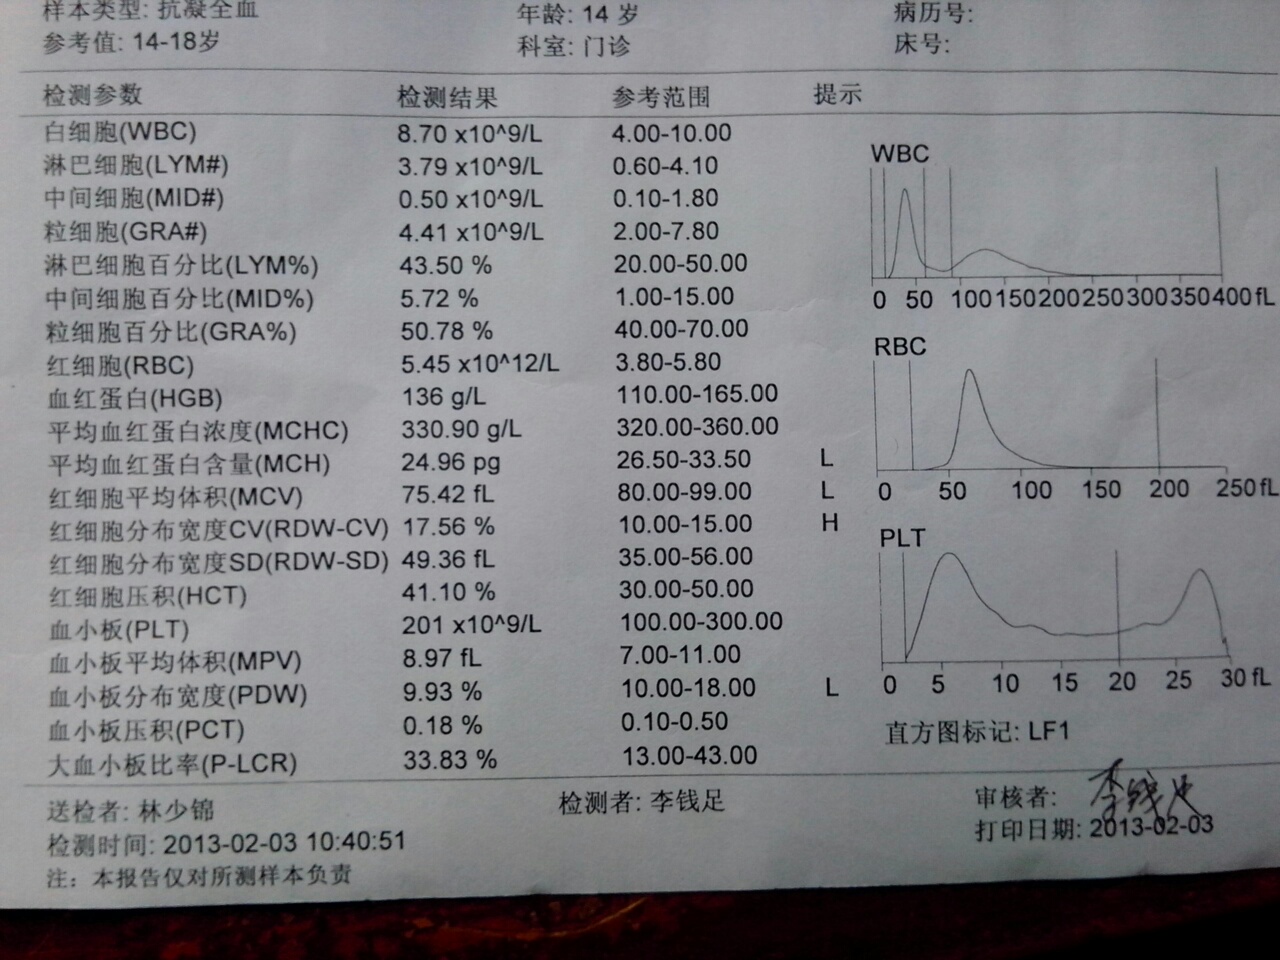 样本类型: 抗凝全血 年龄: 14 岁 病历号:
参考值: 14-18岁 科室: 门诊 床号:
检测参数 检测结果 参考范围 提示
白细胞(WBC) 8.70 x10^9/L 4.00-10.00
淋巴细胞(LYM#) 3.79 x10^9/L 0.60-4.10
中间细胞(MID#) 0.50 x10^9/L 0.10-1.80
粒细胞(GRA#) 4.41 x10^9/L 2.00-7.80
淋巴细胞百分比(LYM%) 43.50 % 20.00-50.00
中间细胞百分比(MID%) 5.72 % 1.00-15.00
粒细胞百分比(GRA%) 50.78 % 40.00-70.00
红细胞(RBC) 5.45 x10^12/L 3.80-5.80
血红蛋白(HGB) 136 g/L 110.00-165.00
平均血红蛋白浓度(MCHC) 330.90 g/L 320.00-360.00
平均血红蛋白含量(MCH) 24.96 pg 26.50-33.50 L
红细胞平均体积(MCV) 75.42 fL 80.00-99.00 L
红细胞分布宽度CV(RDW-CV) 17.56 % 10.00-15.00 H
红细胞分布宽度SD(RDW-SD) 49.36 fL 35.00-56.00
红细胞压积(HCT) 41.10 % 30.00-50.00
血小板(PLT) 201 x10^9/L 100.00-300.00
血小板平均体积(MPV) 8.97 fL 7.00-11.00
血小板分布宽度(PDW) 9.93 % 10.00-18.00 L
血小板压积(PCT) 0.18 % 0.10-0.50
大血小板比率(P-LCR) 33.83 % 13.00-43.00
WBC
0 50 100 150 200 250 300 350 400 fL
RBC
0 50 100 150 200 250 fL
PLT
0 5 10 15 20 25 30 fL
直方图标记: LF1
送检者: 林少锦 检测者: 李钱足 审核者: 李钱足
检测时间: 2013-02-03 10:40:51 打印日期: 2013-02-03
注: 本报告仅对所测样本负责